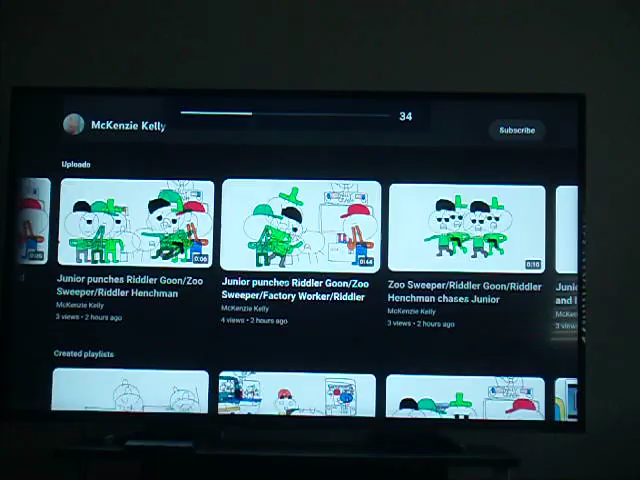 McKenzie Kelly
34
Subscribe
Uploads
0:06
0:44
0:10
Junior punches Riddler Goon/Zoo
Sweeper/Riddler Henchman
McKenzie Kelly
3 views • 2 hours ago
Junior punches Riddler Goon/Zoo
Sweeper/Factory Worker/Riddler
McKenzie Kelly
4 views • 2 hours ago
Zoo Sweeper/Riddler Goon/Riddler
Henchman chases Junior
McKenzie Kelly
3 views • 2 hours ago
and
3 views
Created playlists